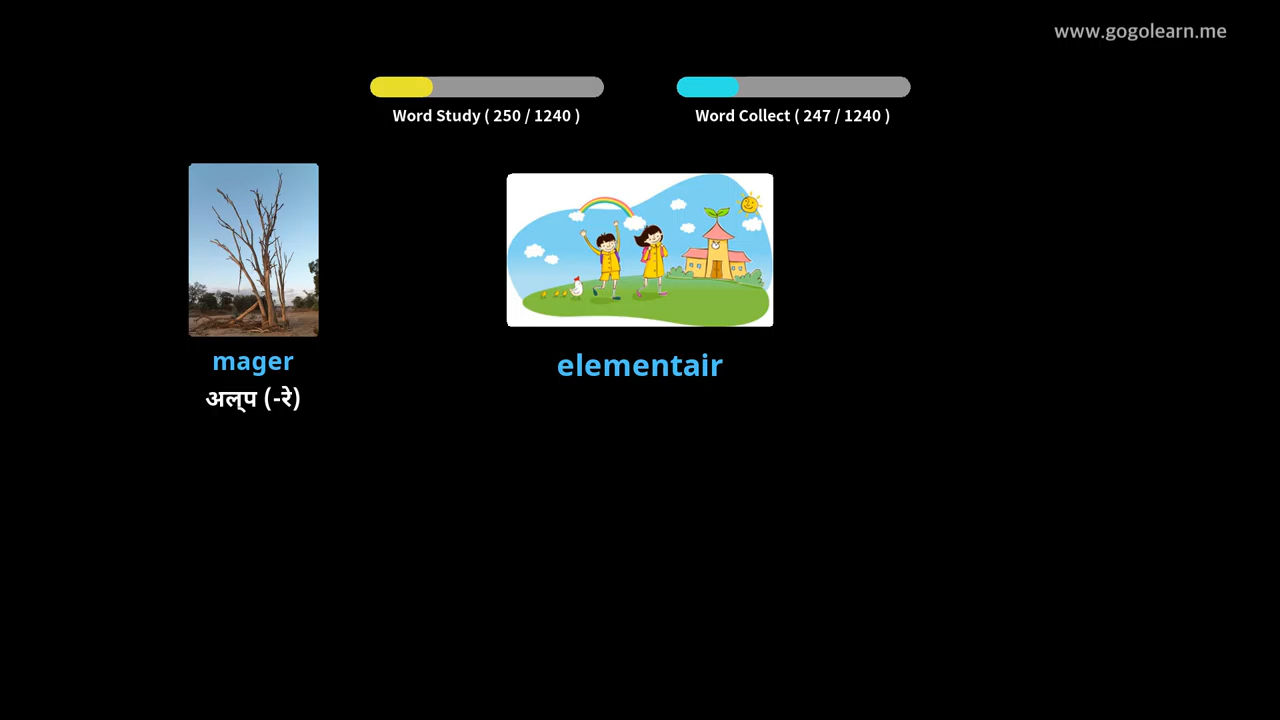 www.gogolearn.me
Word Study ( 250 / 1240 )
Word Collect ( 247 / 1240 )
mager
अल्प (-रे)
elementair